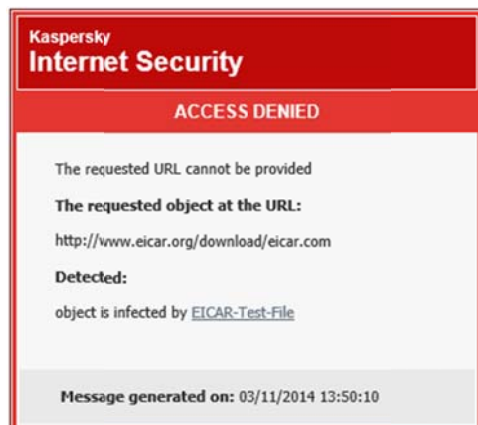 Kaspersky
Internet Security
ACCESS DENIED
The requested URL cannot be provided
The requested object at the URL:
http://www.eicar.org/download/eicar.com
Detected:
object is infected by EICAR-Test-File
Message generated on: 03/11/2014 13:50:10